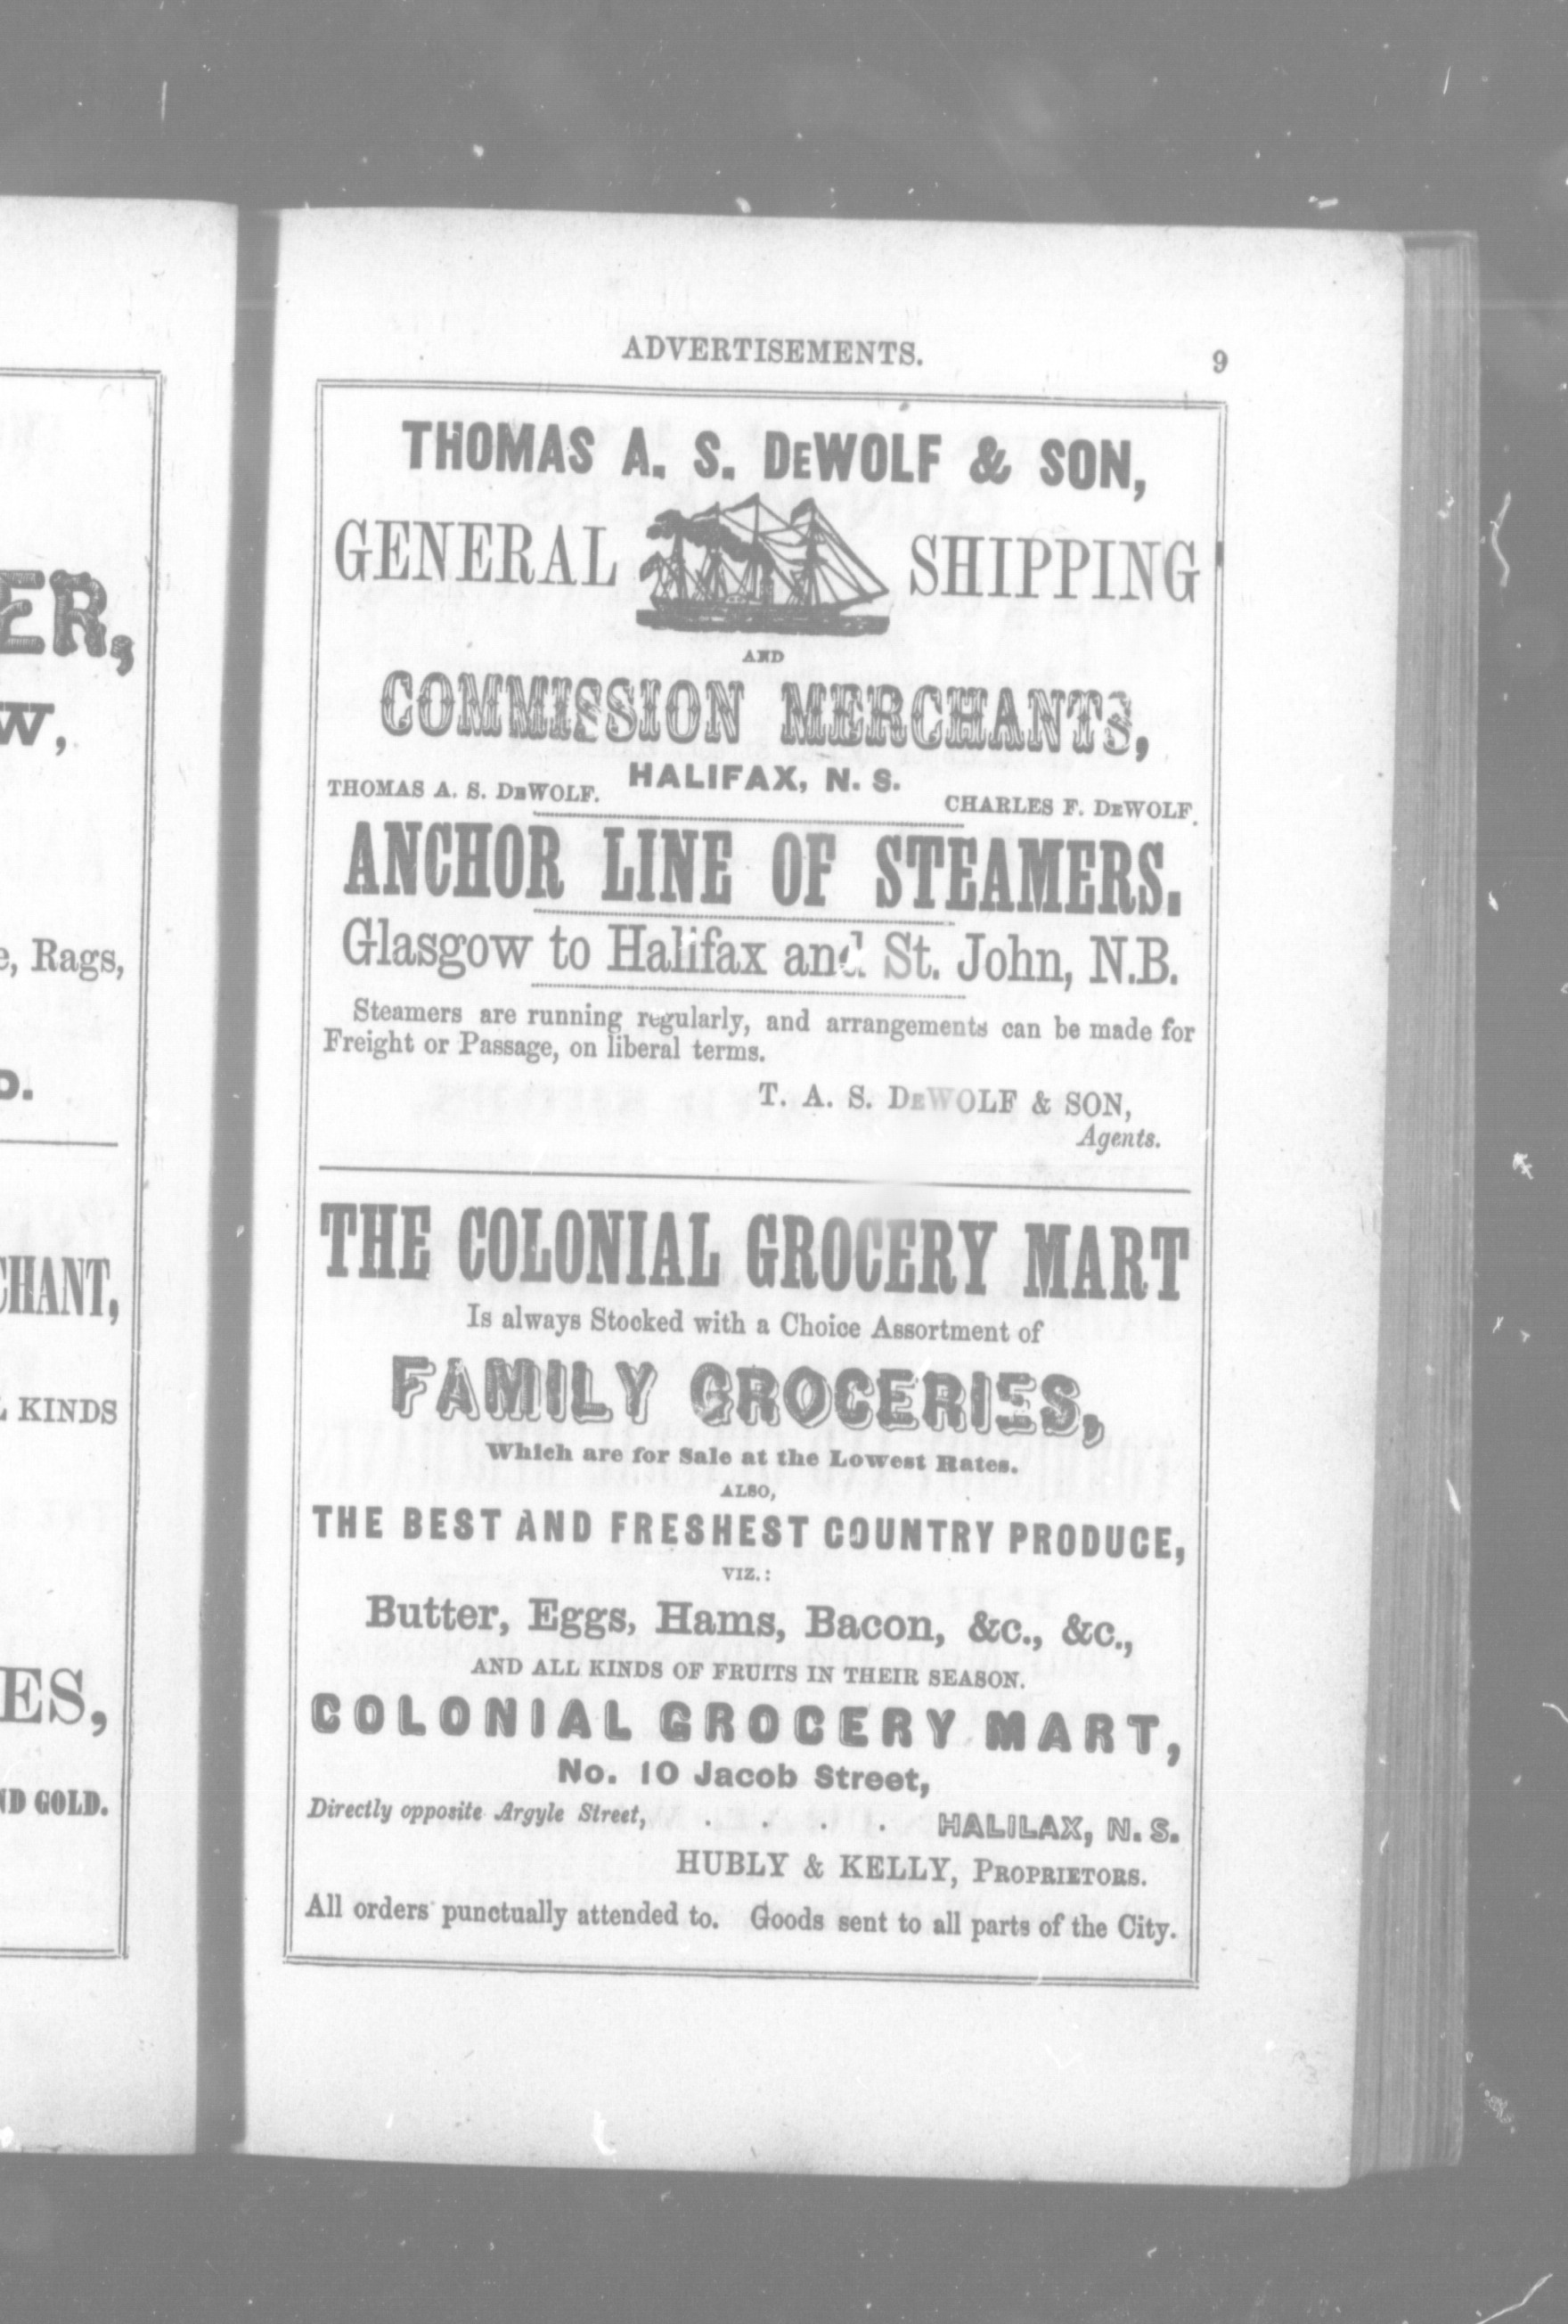 ER,
W,
e, Rags,
O.
CHANT,
KINDS
ES,
ND GOLD.
ADVERTISEMENTS. 9
THOMAS A. S. DEWOLF & SON,
GENERAL SHIPPING
AND
COMMISSION MERCHANTS,
HALIFAX, N. S.
THOMAS A. S. DEWOLF. CHARLES F. DEWOLF.
ANCHOR LINE OF STEAMERS.
Glasgow to Halifax and St. John, N.B.
Steamers are running regularly, and arrangements can be made for
Freight or Passage, on liberal terms.
T. A. S. DEWOLF & SON,
Agents.
THE COLONIAL GROCERY MART
Is always Stocked with a Choice Assortment of
FAMILY GROCERIES,
Which are for Sale at the Lowest Rates.
ALSO,
THE BEST AND FRESHEST COUNTRY PRODUCE,
VIZ.:
Butter, Eggs, Hams, Bacon, &c., &c.,
AND ALL KINDS OF FRUITS IN THEIR SEASON.
COLONIAL GROCERY MART,
No. 10 Jacob Street,
Directly opposite Argyle Street, . . . . HALILAX, N. S.
HUBLY & KELLY, PROPRIETORS.
All orders punctually attended to. Goods sent to all parts of the City.